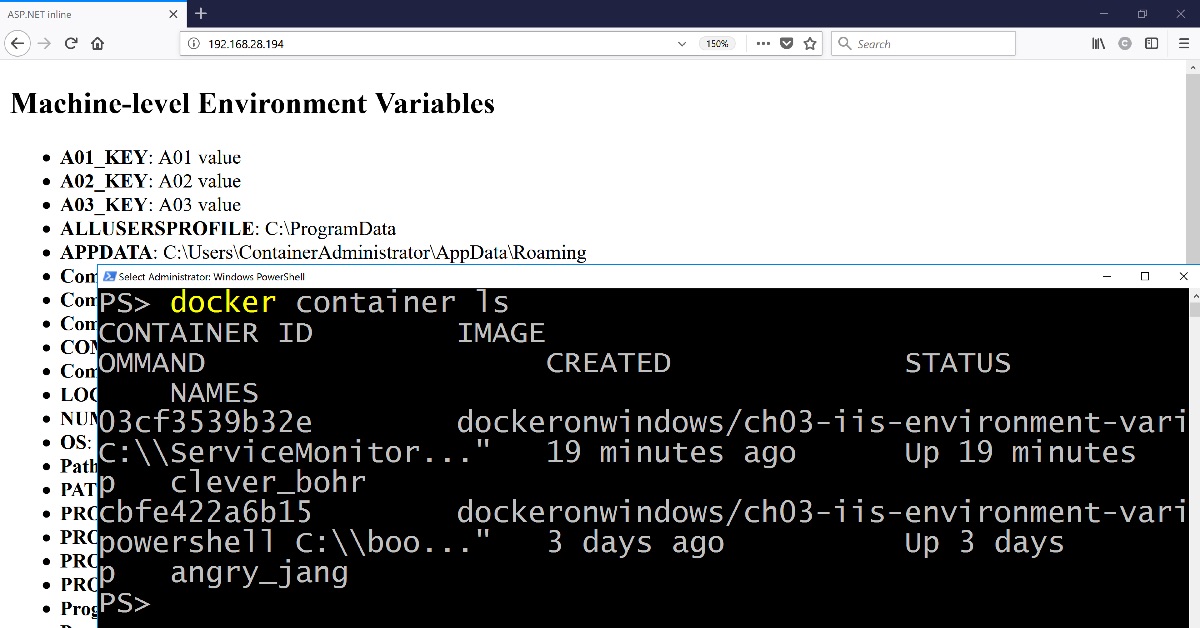 ASP.NET inline
192.168.28.194
150%
Search
Machine-level Environment Variables
A01_KEY: A01 value
A02_KEY: A02 value
A03_KEY: A03 value
ALLUSERSPROFILE: C:\ProgramData
APPDATA: C:\Users\ContainerAdministrator\AppData\Roaming
Com
Com
Com
COM
Com
LOC
NUM
OS:
Path
PAT
PRO
PRO
PRO
PRO
Prog
Select Administrator: Windows PowerShell
PS> docker container ls
CONTAINER ID IMAGE
OMMAND CREATED STATUS
NAMES
03cf3539b32e dockeronwindows/ch03-iis-environment-vari
C:\\ServiceMonitor..." 19 minutes ago Up 19 minutes
p clever_bohr
cbfe422a6b15 dockeronwindows/ch03-iis-environment-vari
powershell C:\\boo..." 3 days ago Up 3 days
p angry_jang
PS>